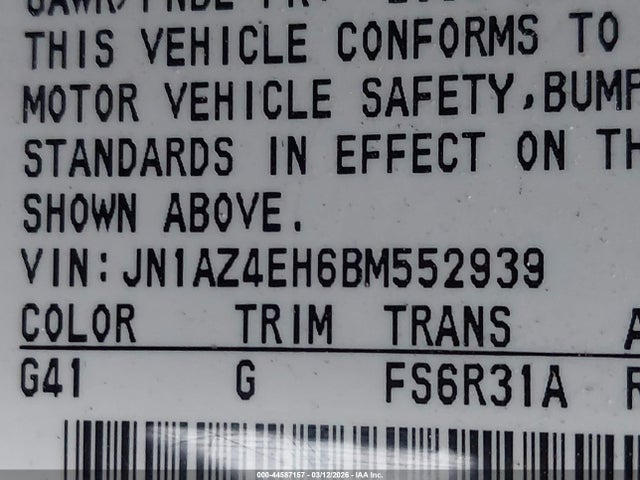 THIS VEHICLE CONFORMS TO
MOTOR VEHICLE SAFETY, BUMP
STANDARDS IN EFFECT ON TH
SHOWN ABOVE.
VIN: JN1AZ4EH6BM552939
COLOR TRIM TRANS A
G41 G FS6R31A R
000-44587157 - 03/12/2026 - IAA Inc.